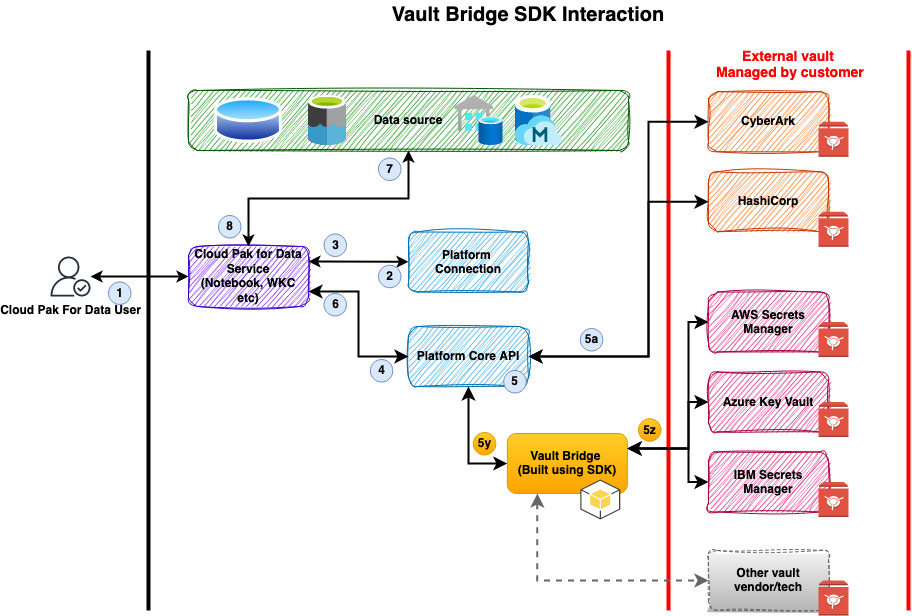 Vault Bridge SDK Interaction
External vault
Managed by customer
Data source
M
CyberArk
HashiCorp
7
8
Cloud Pak for Data
Service
(Notebook, WKC
etc)
3
2
Platform
Connection
1
Cloud Pak For Data User
6
4
Platform Core API
5
5a
AWS Secrets
Manager
Azure Key Vault
5y
5z
Vault Bridge
(Built using SDK)
IBM Secrets
Manager
Other vault
vendor/tech